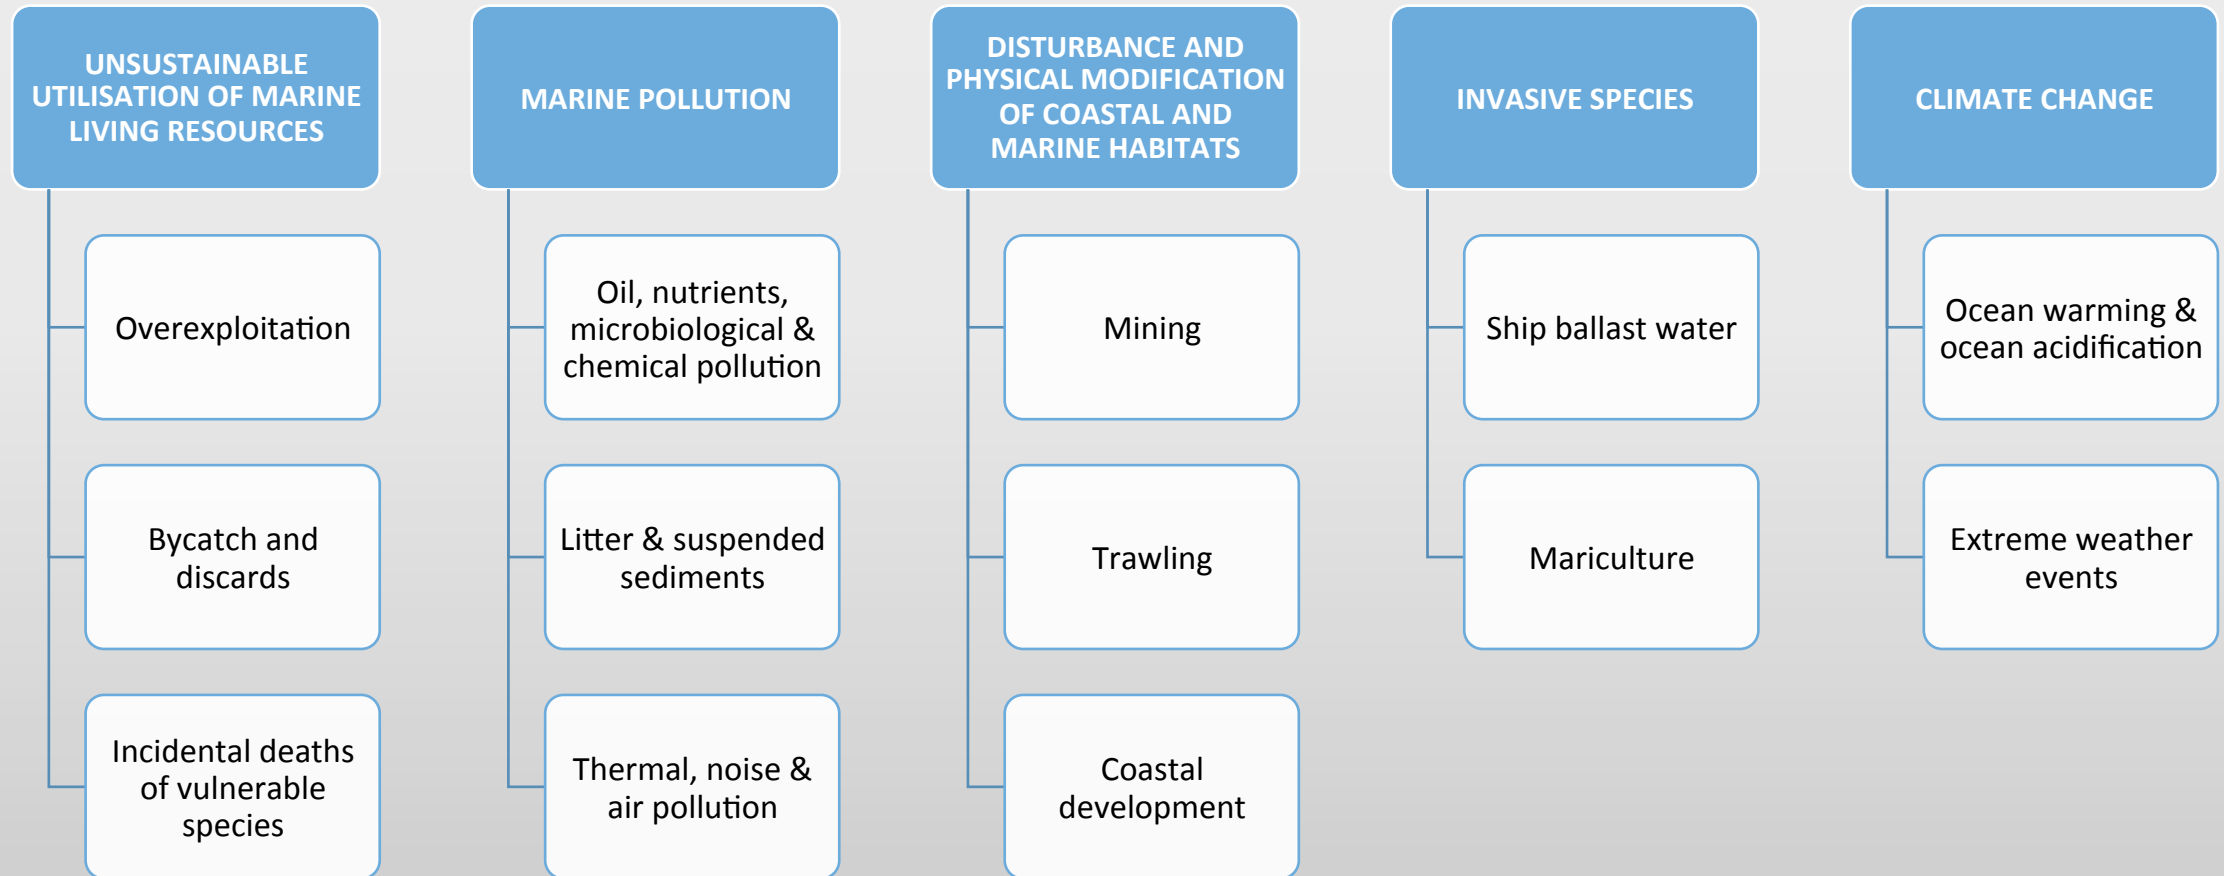 UNSUSTAINABLE
UTILISATION OF MARINE
LIVING RESOURCES
Overexploitation
Bycatch and
discards
Incidental deaths
of vulnerable
species
MARINE POLLUTION
Oil, nutrients,
microbiological &
chemical pollution
Litter & suspended
sediments
Thermal, noise &
air pollution
DISTURBANCE AND
PHYSICAL MODIFICATION
OF COASTAL AND
MARINE HABITATS
Mining
Trawling
Coastal
development
INVASIVE SPECIES
Ship ballast water
Mariculture
CLIMATE CHANGE
Ocean warming &
ocean acidification
Extreme weather
events